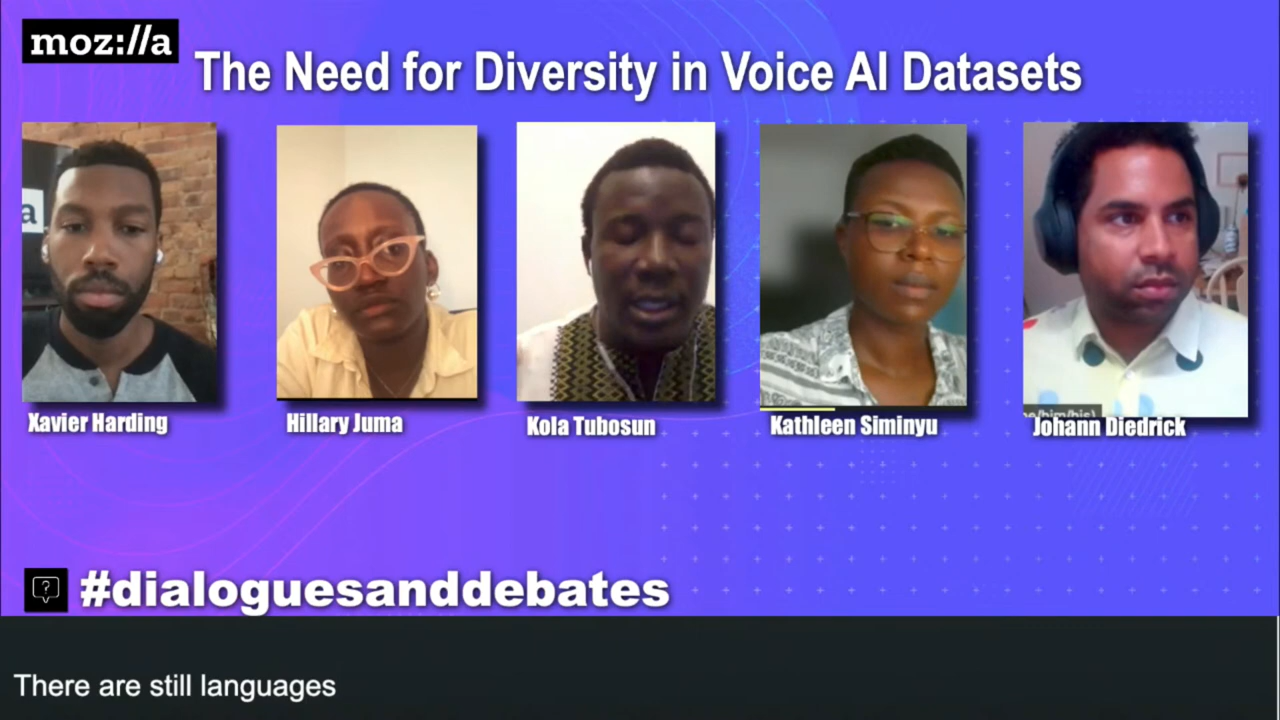 moz://a
The Need for Diversity in Voice AI Datasets
a
Xavier Harding
Hillary Juma
Kola Tubosun
Kathleen Siminyu
Johann Diedrick
#dialoguesanddebates
There are still languages